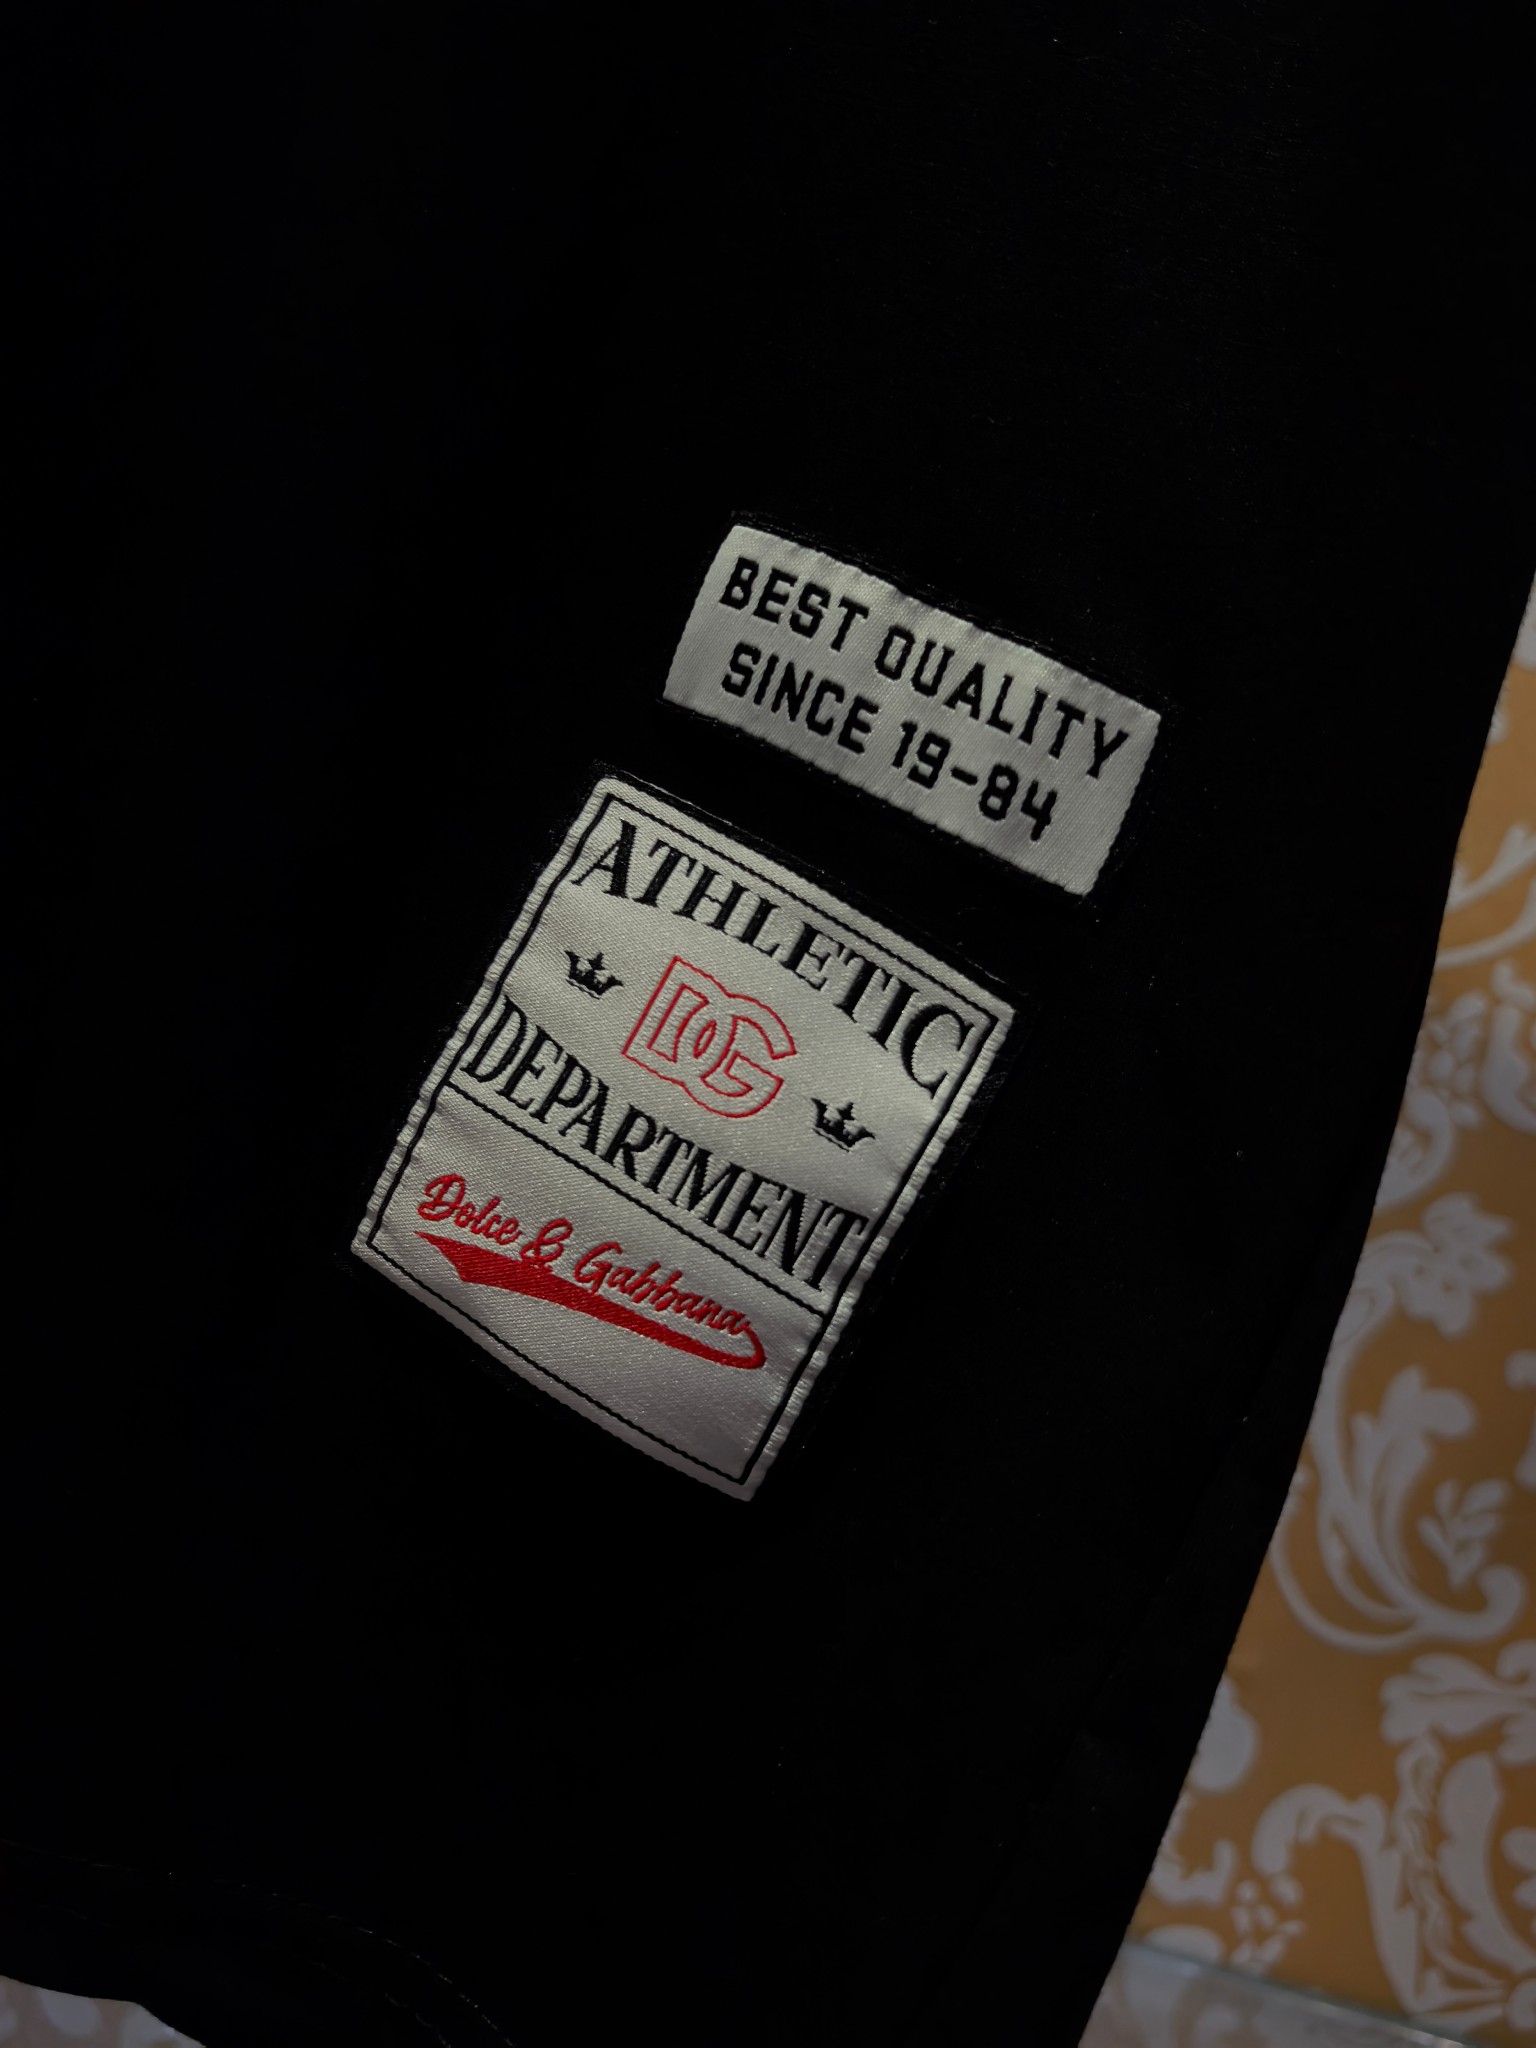 BEST QUALITY
SINCE 19-84
ATHLETIC
DG
DEPARTMENT
Dolce & Gabbana